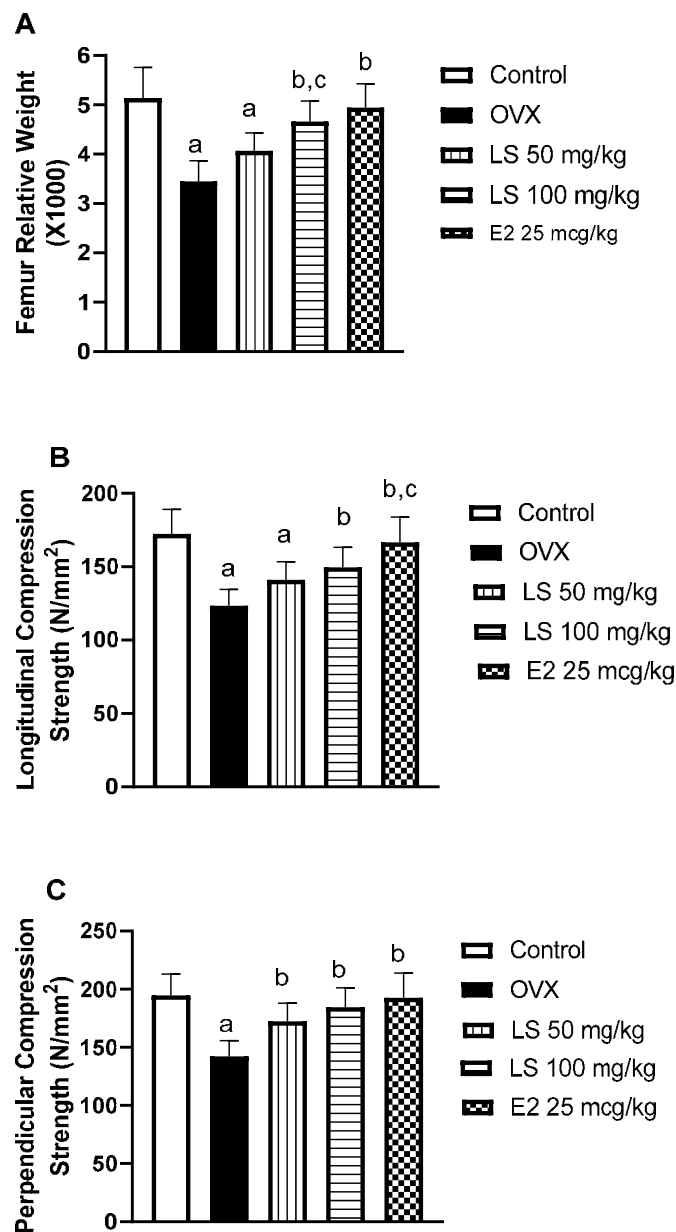 A
Femur Relative Weight
(X1000)
6
5
4
3
2
1
0
a
a
b,c
b
Control
OVX
LS 50 mg/kg
LS 100 mg/kg
E2 25 mcg/kg
B
Longitudinal Compression
Strength (N/mm²)
200
150
100
50
0
a
a
b
b,c
Control
OVX
LS 50 mg/kg
LS 100 mg/kg
E2 25 mcg/kg
C
Perpendicular Compression
Strength (N/mm²)
250
200
150
100
50
0
a
b
b
b
Control
OVX
LS 50 mg/kg
LS 100 mg/kg
E2 25 mcg/kg